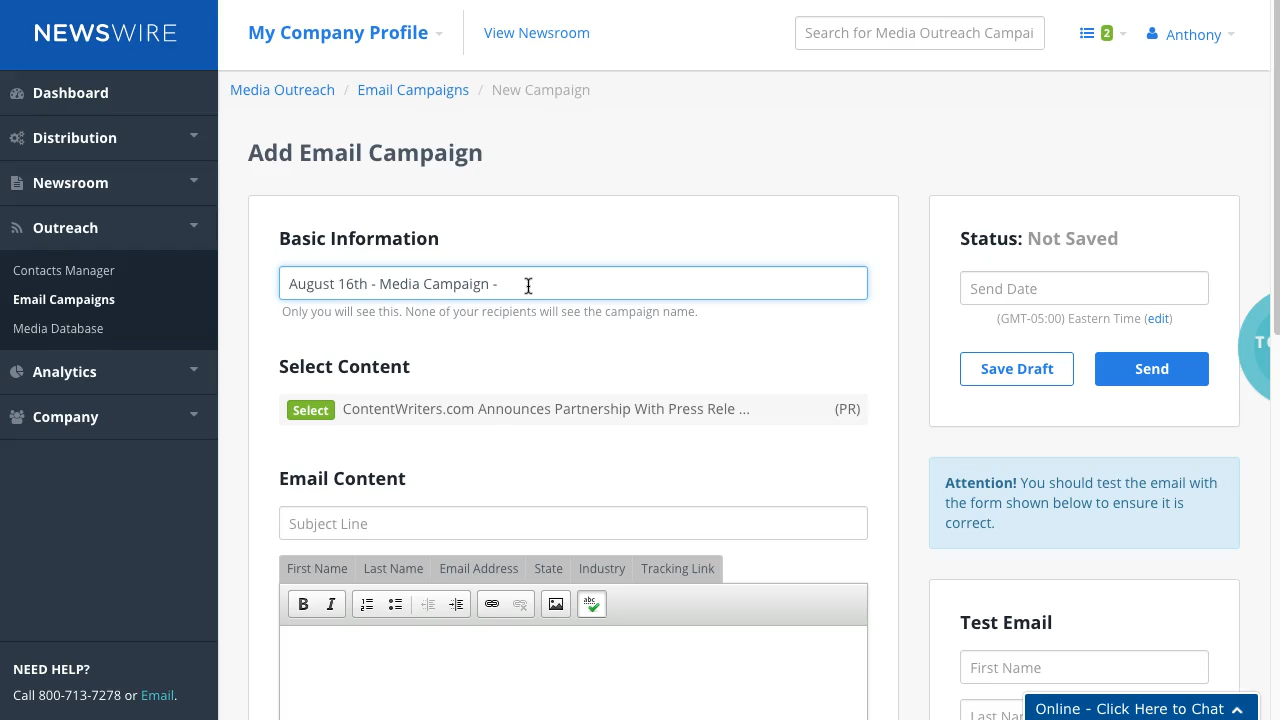 NEWSWIRE
My Company Profile
View Newsroom
Search for Media Outreach Campai
2
Anthony
Dashboard
Distribution
Newsroom
Outreach
Contacts Manager
Email Campaigns
Media Database
Analytics
Company
NEED HELP?
Call 800-713-7278 or Email.
Media Outreach / Email Campaigns / New Campaign
Add Email Campaign
Basic Information
August 16th - Media Campaign -
Only you will see this. None of your recipients will see the campaign name.
Select Content
Select ContentWriters.com Announces Partnership With Press Rele ... (PR)
Email Content
Subject Line
First Name Last Name Email Address State Industry Tracking Link
B I abc
Status: Not Saved
Send Date
(GMT-05:00) Eastern Time (edit)
Save Draft Send
Attention! You should test the email with
the form shown below to ensure it is
correct.
Test Email
First Name
Online - Click Here to Chat